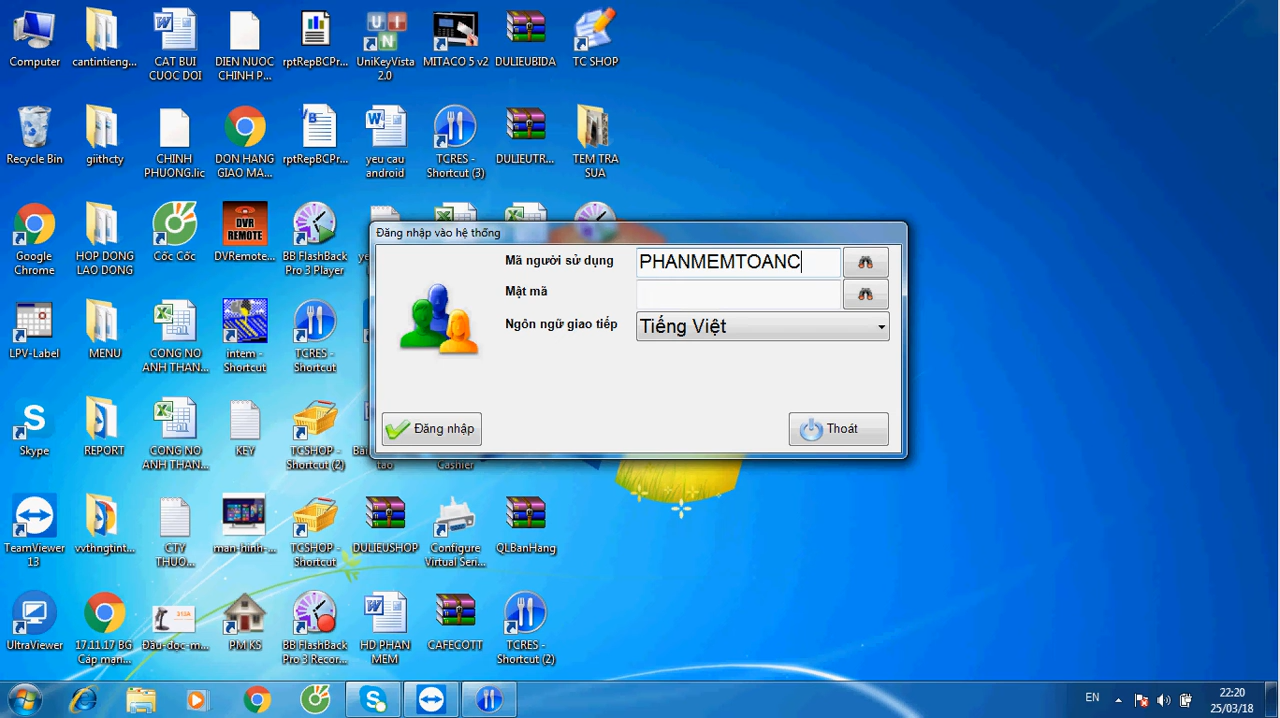 Computer
cantintieng...
CAT BUI
CUOC DOI
DIEN NUOC
CHINH P...
rptRepBCPr...
UniKeyVista
2.0
MITACO 5 v2
DULIEUBIDA
TC SHOP
Recycle Bin
giithcty
CHINH
PHUONG.lic
DON HANG
GIAO MA...
rptRepBCPr...
yeu cau
android
TCRES -
Shortcut (3)
DULIEUTR...
TEM TRA
SUA
Google
Chrome
HOP DONG
LAO DONG
Cốc Cốc
DVR
REMOTE
DVRemote...
BB FlashBack
Pro 3 Player
Đăng nhập vào hệ thống
Mã người sử dụng
PHANMEMTOANC
Mật mã
Ngôn ngữ giao tiếp
Tiếng Việt
Đăng nhập
Thoát
LPV-Label
MENU
CONG NO
ANH THAN...
intem -
Shortcut
TCRES -
Shortcut
Skype
REPORT
CONG NO
ANH THAN...
KEY
TCSHOP -
Shortcut (2)
tao
Cashier
TeamViewer
13
vvthngtint...
CTY
THUO...
man-hinh-...
TCSHOP -
Shortcut
DULIEUSHOP
Configure
Virtual Seri...
QLBanHang
UltraViewer
17.11.17 BG
Cap man...
Đầu-đọc-m...
PM KS
BB FlashBack
Pro 3 Recor...
HD PHAN
MEM
CAFECOTT
TCRES -
Shortcut (2)
EN
22:20
25/03/18